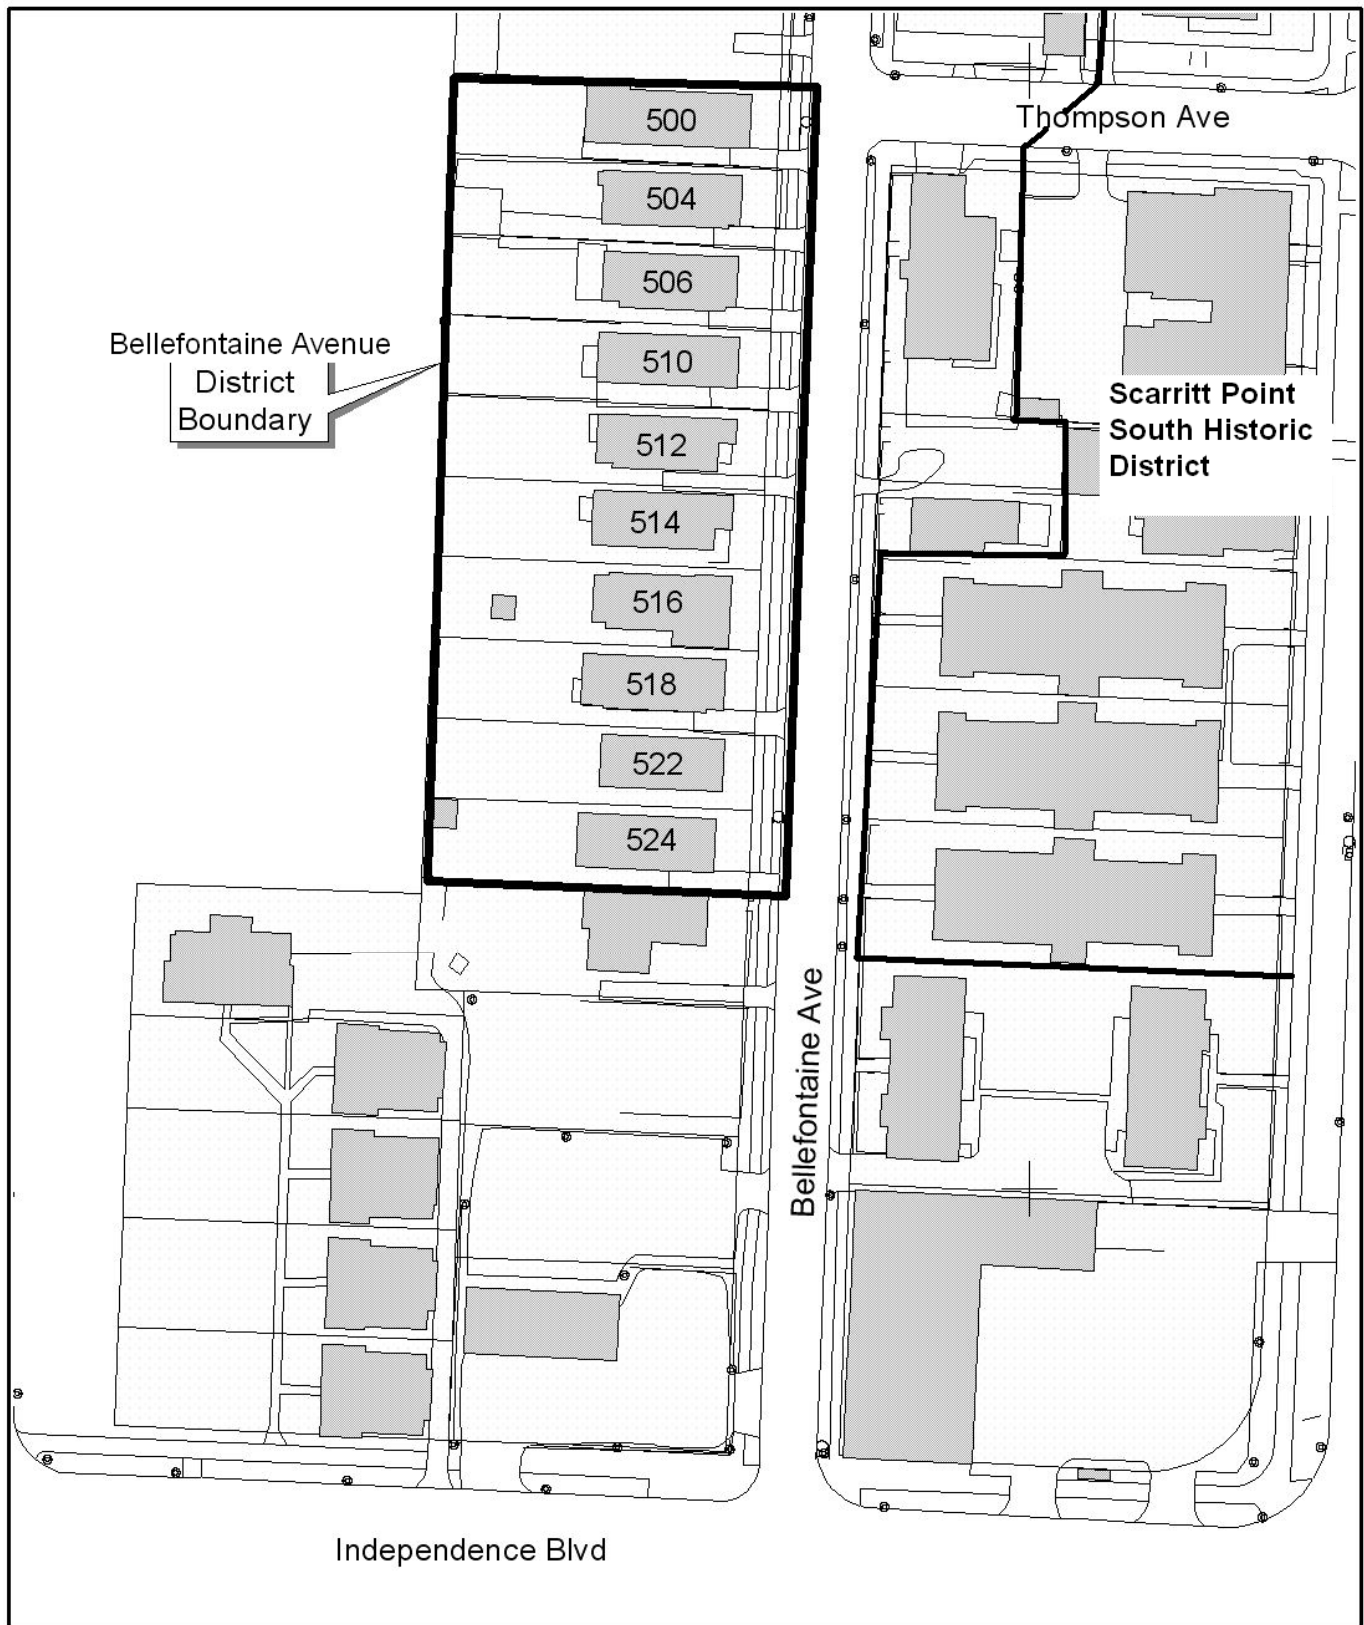 500
Thompson Ave
504
506
Bellefontaine Avenue
District
Boundary
510
Scarritt Point
South Historic
District
512
514
516
518
522
524
Bellefontaine Ave
Independence Blvd